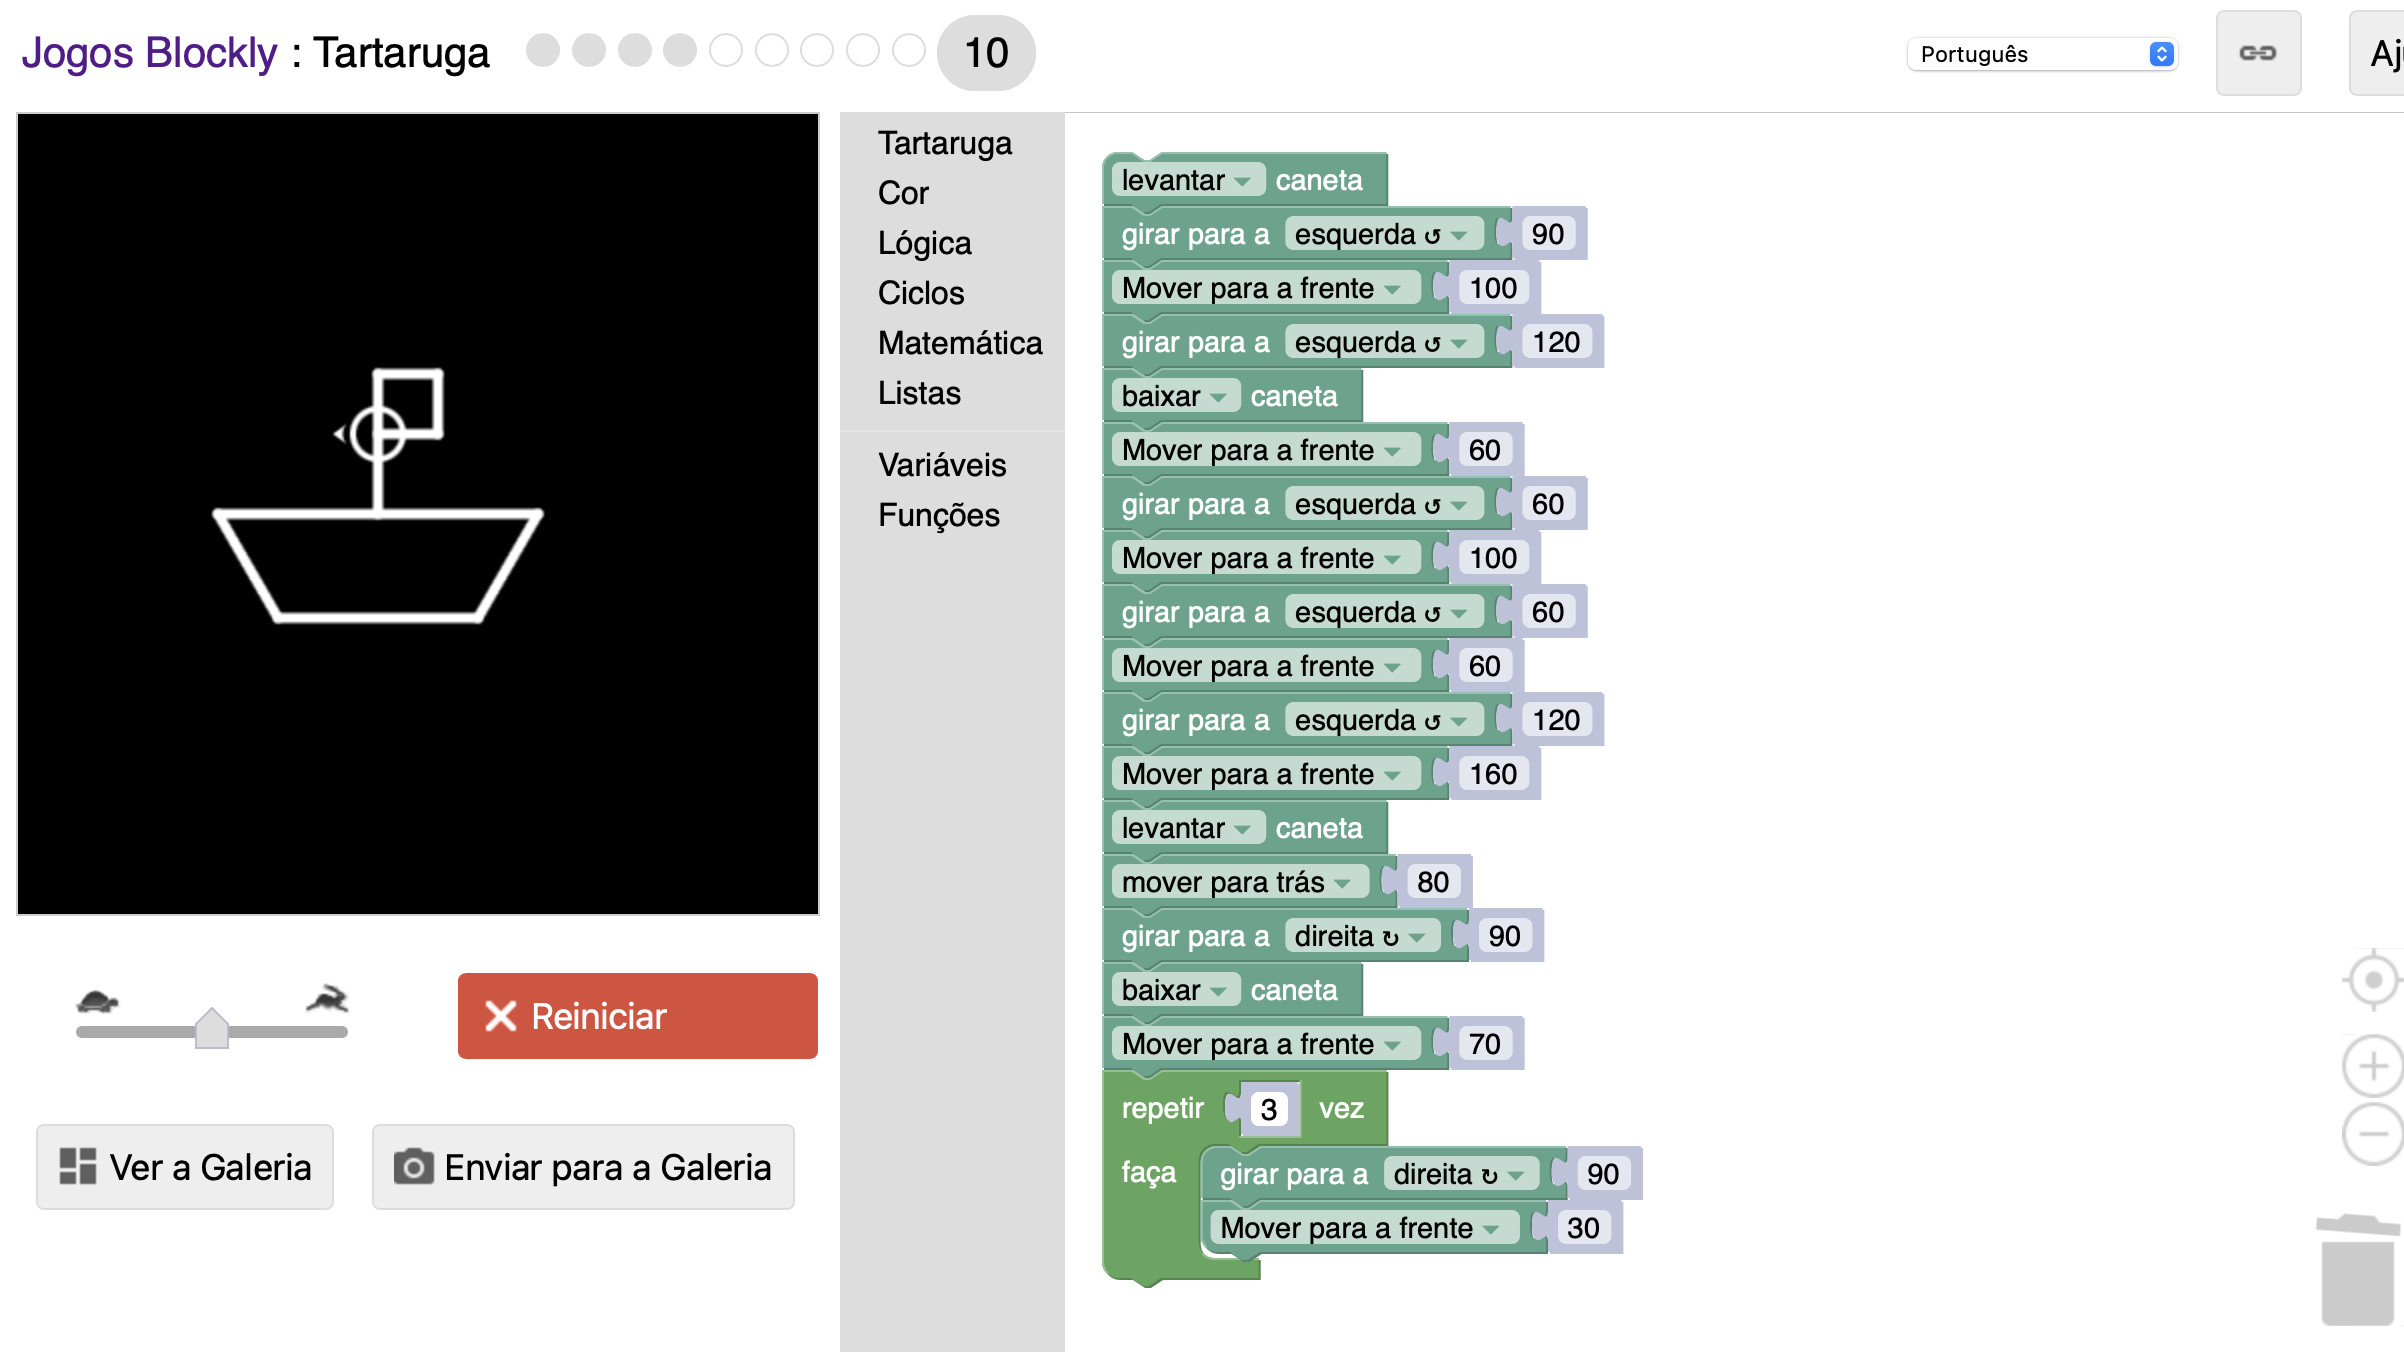 Jogos Blockly : Tartaruga 10 Português Aj
Tartaruga
Cor
Lógica
Ciclos
Matemática
Listas
Variáveis
Funções
levantar caneta
girar para a esquerda ↺ 90
Mover para a frente 100
girar para a esquerda ↺ 120
baixar caneta
Mover para a frente 60
girar para a esquerda ↺ 60
Mover para a frente 100
girar para a esquerda ↺ 60
Mover para a frente 60
girar para a esquerda ↺ 120
Mover para a frente 160
levantar caneta
mover para trás 80
girar para a direita ↻ 90
baixar caneta
Mover para a frente 70
repetir 3 vez
faça girar para a direita ↻ 90
Mover para a frente 30
Reiniciar
Ver a Galeria
Enviar para a Galeria